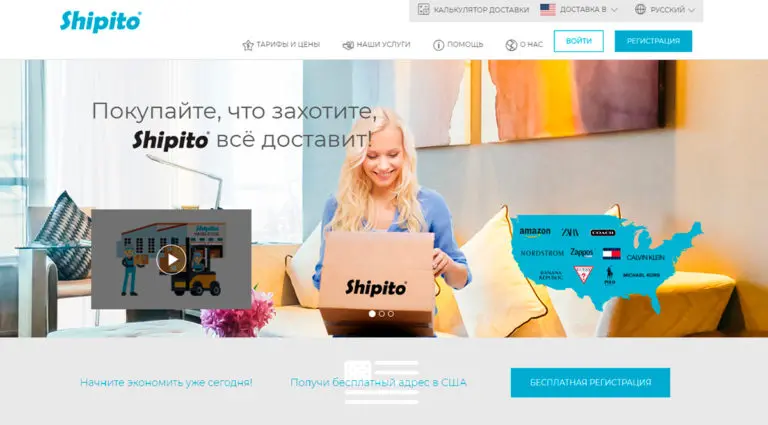 Shipito
КАЛЬКУЛЯТОР ДОСТАВКИ
ДОСТАВКА В
РУССКИЙ
ТАРИФЫ И ЦЕНЫ
НАШИ УСЛУГИ
ПОМОЩЬ
О НАС
ВОЙТИ
РЕГИСТРАЦИЯ
Покупайте, что захотите,
Shipito всё доставит!
Shipito
Shipito
amazon
ZARA
COACH
NORDSTROM
Zappos
CALVIN KLEIN
BANANA
REPUBLIC
GUESS
POLO
MICHAEL KORS
Начните экономить уже сегодня!
Получи бесплатный адрес в США
БЕСПЛАТНАЯ РЕГИСТРАЦИЯ